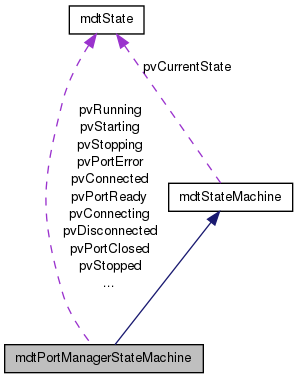 mdtState
pvCurrentState
pvRunning
pvStarting
pvStopping
pvPortError
pvConnected
pvPortReady
pvConnecting
pvDisconnected
pvPortClosed
pvStopped
...
mdtStateMachine
mdtPortManagerStateMachine